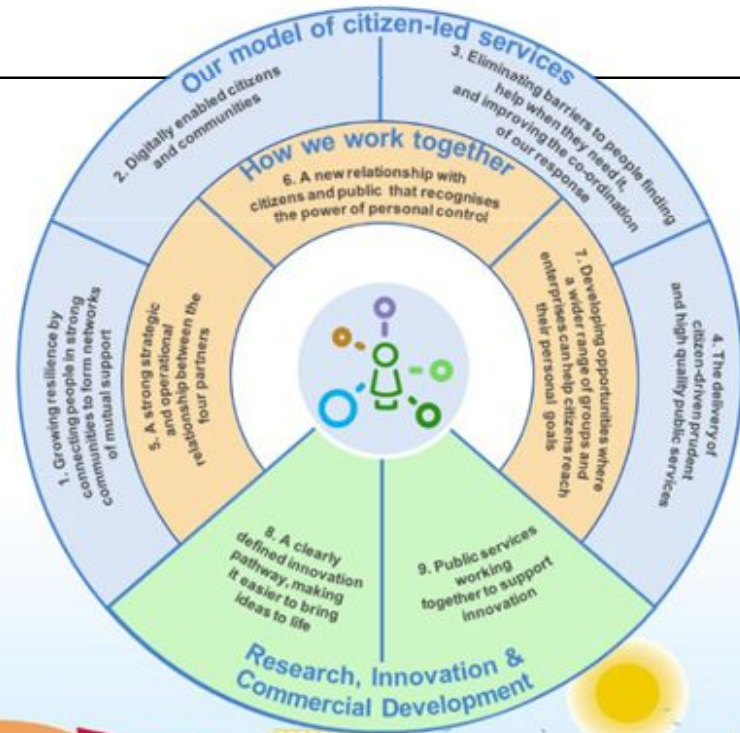 Our model of citizen-led services
1. Growing resilience by
connecting people in strong
communities to form networks
of mutual support
2. Digitally enabled citizens
and communities
3. Eliminating barriers to people finding
help when they need it,
and improving the co-ordination
of our response
4. The delivery of
citizen-driven prudent
and high quality public services
How we work together
5. A strong strategic
and operational
relationship between the
four partners
6. A new relationship with
citizens and public that recognises
the power of personal control
7. Developing opportunities where
a wider range of groups and
enterprises can help citizens reach
their personal goals
8. A clearly
defined innovation
pathway, making
it easier to bring
ideas to life
9. Public services
working
together to support
innovation
Research, Innovation &
Commercial Development